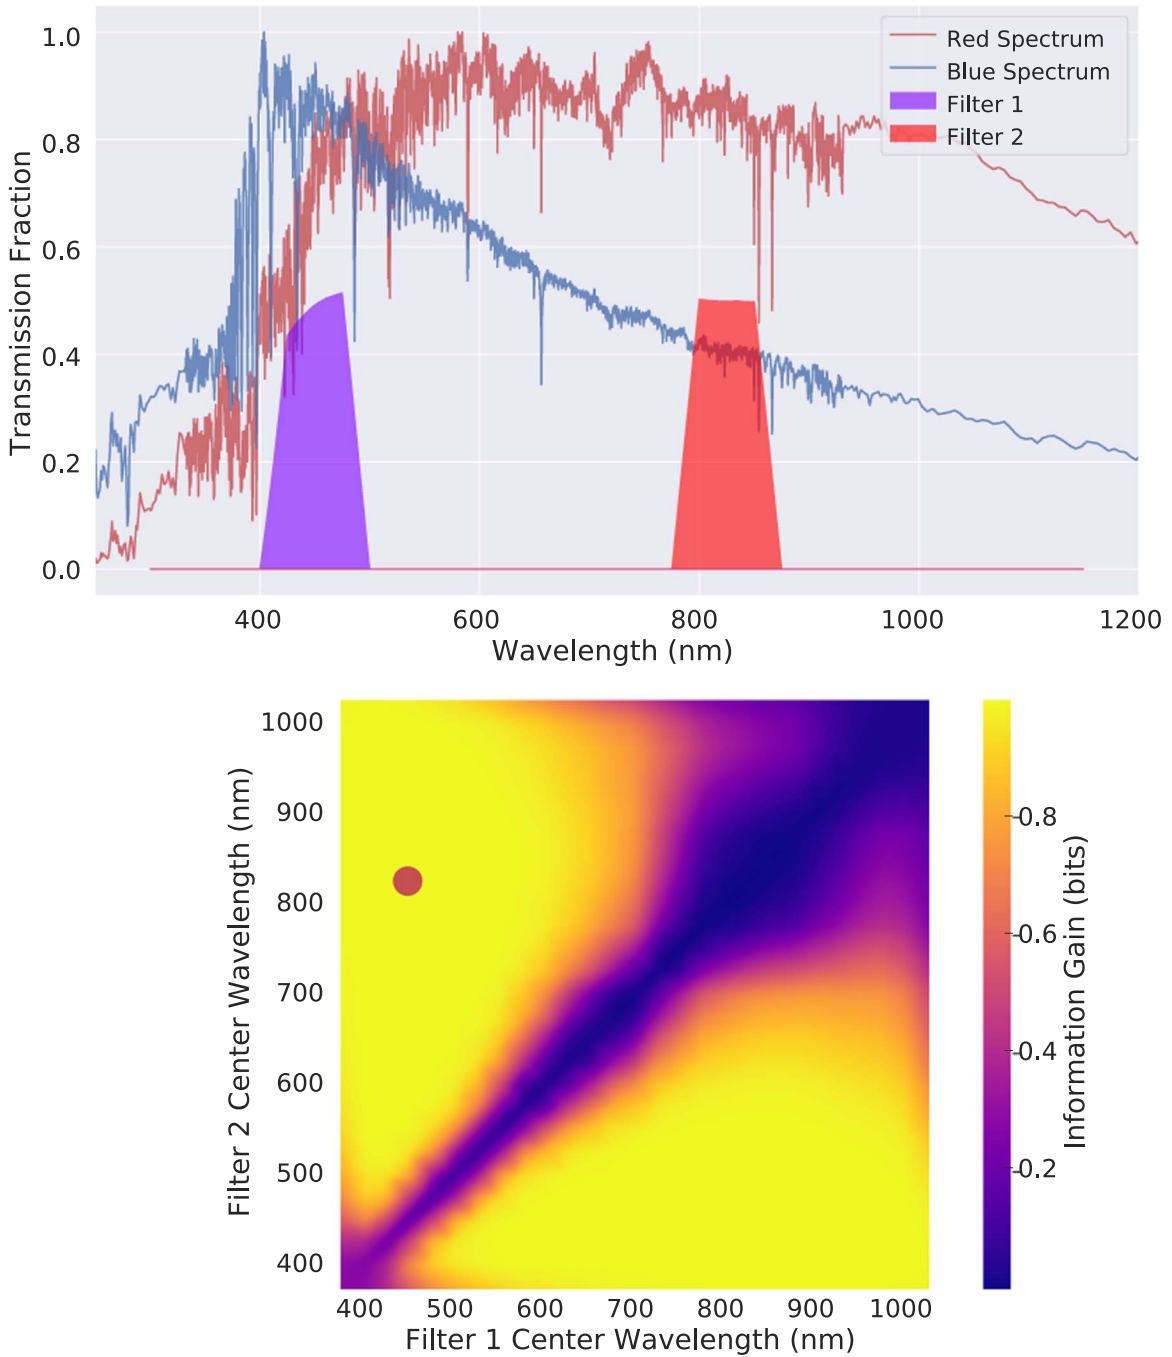 1.0
0.8
0.6
0.4
0.2
0.0
Transmission Fraction
Red Spectrum
Blue Spectrum
Filter 1
Filter 2
400 600 800 1000 1200
Wavelength (nm)
1000
900
800
700
600
500
400
Filter 2 Center Wavelength (nm)
400 500 600 700 800 900 1000
Filter 1 Center Wavelength (nm)
0.8
0.6
0.4
0.2
Information Gain (bits)